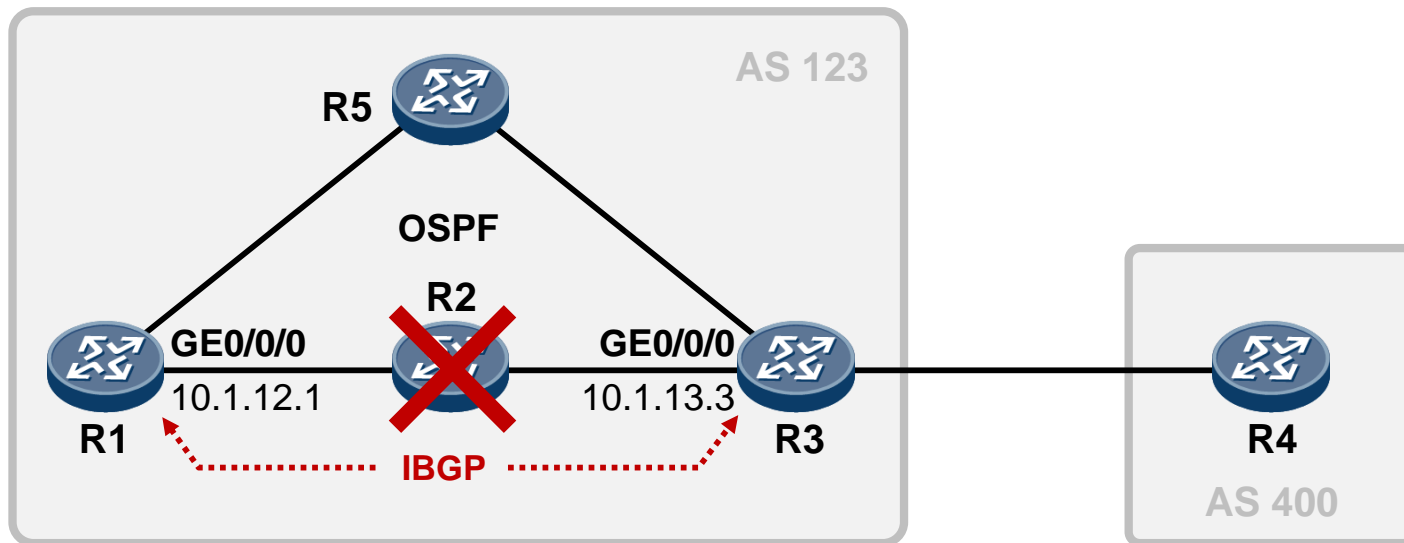 AS 123
R5
OSPF
R2
GE0/0/0
GE0/0/0
10.1.12.1
10.1.13.3
R1
R3
R4
IBGP
AS 400